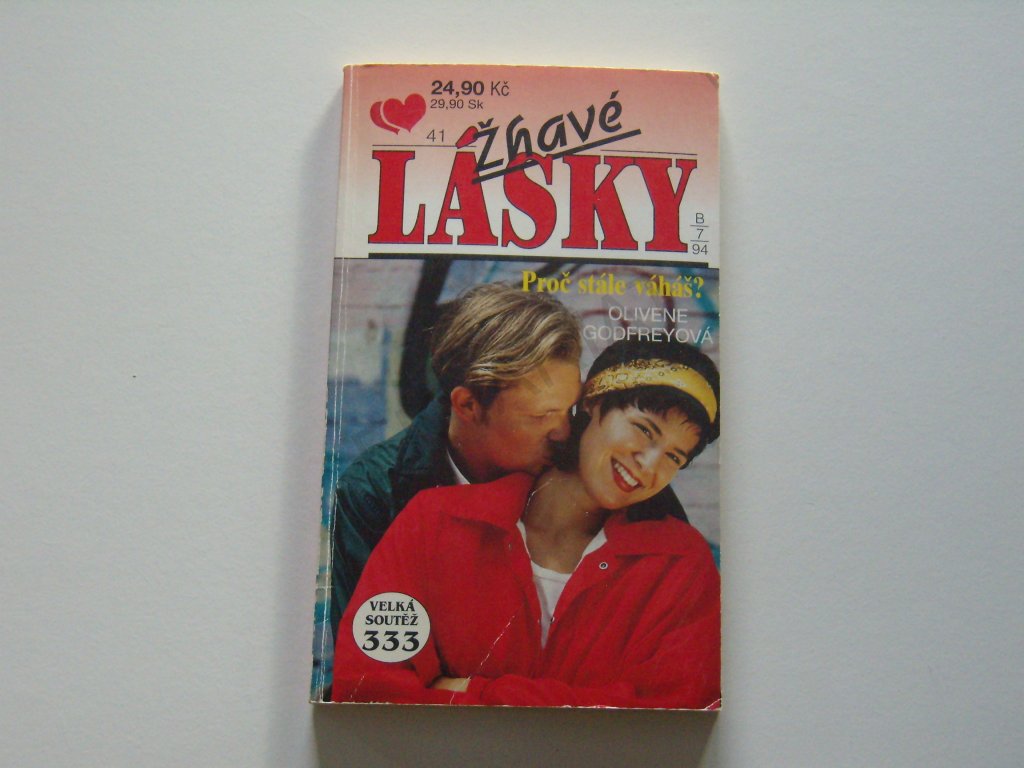 24,90 Kč
29,90 Sk
41
žhavé
LÁSKY
B
7
94
Proč stále váháš?
OLIVENE
GODFREYOVÁ
VELKÁ
SOUTĚŽ
333